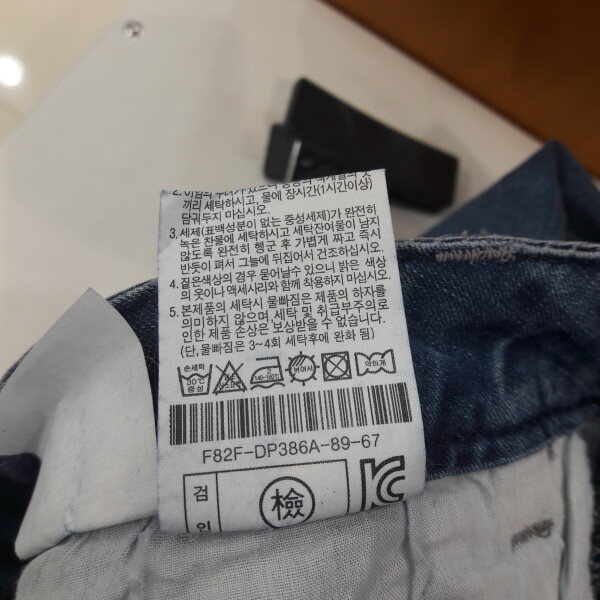 끼리 세탁하시고, 물에 장시간(1시간이상)
담궈두지 마십시오.
3. 세제(표백성분이 없는 중성세제)가 완전히
녹은 찬물에 세탁하시고 세탁잔여물이 남지
않도록 완전히 헹군 후 가볍게 짜고 즉시
반듯이 펴서 그늘에 뒤집어서 건조하십시오.
4. 짙은색상의 경우 묻어날수 있으니 밝은 색상
의 옷이나 액세사리와 함께 착용하지 마십시오.
5. 본제품의 세탁시 물빠짐은 제품의 하자를
의미하지 않으며 세탁 및 취급부주의로
인한 제품 손상은 보상받을 수 없습니다.
(단, 물빠짐은 3~4회 세탁후에 완화 됨)
손세탁
30℃
중성
뉘어서
약하게
F82F-DP386A-89-67
검
인
檢